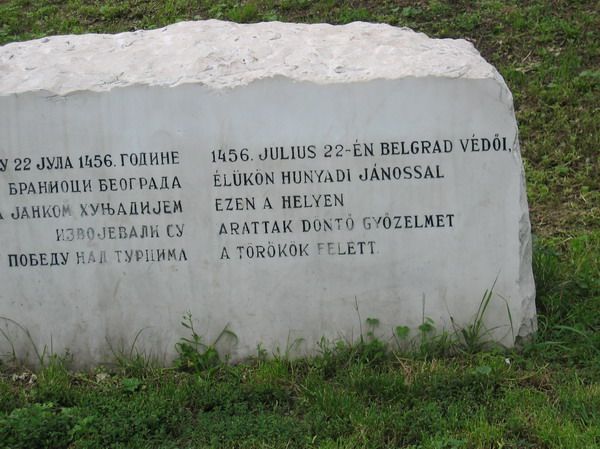 У 22 ЈУЛА 1456. ГОДИНЕ
БРАНИОЦИ БЕОГРАДА
А ЈАНКОМ ХУЊАДИЈЕМ
ИЗВОЈЕВАЛИ СУ
ПОБЕДУ НАД ТУРЦИМА
1456. JULIUS 22-ÉN BELGRAD VÉDŐI,
ÉLÜKÖN HUNYADI JÁNOSSAL
EZEN A HELYEN
ARATTAK DÖNTŐ GYŐZELMET
A TÖRÖKÖK FELETT.